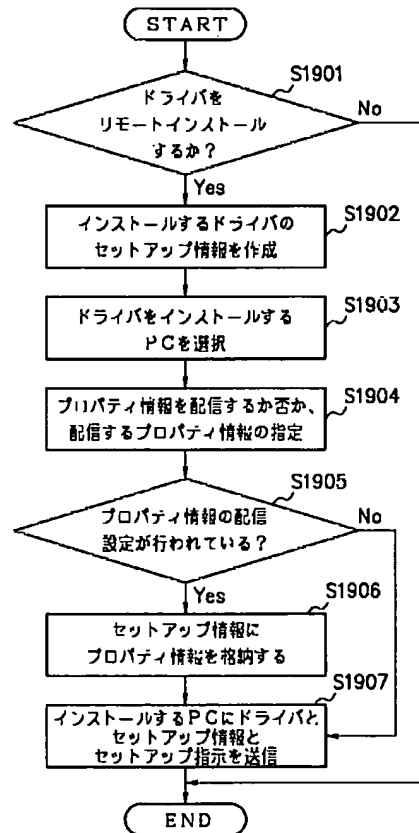 START
S1901
ドライバを
リモートインストール
するか?
No
Yes
S1902
インストールするドライバの
セットアップ情報を作成
S1903
ドライバをインストールする
PCを選択
S1904
プロパティ情報を配信するか否か、
配信するプロパティ情報の指定
S1905
プロパティ情報の配信
設定が行われている?
No
Yes
S1906
セットアップ情報に
プロパティ情報を格納する
S1907
インストールするPCにドライバと
セットアップ情報と
セットアップ指示を送信
END